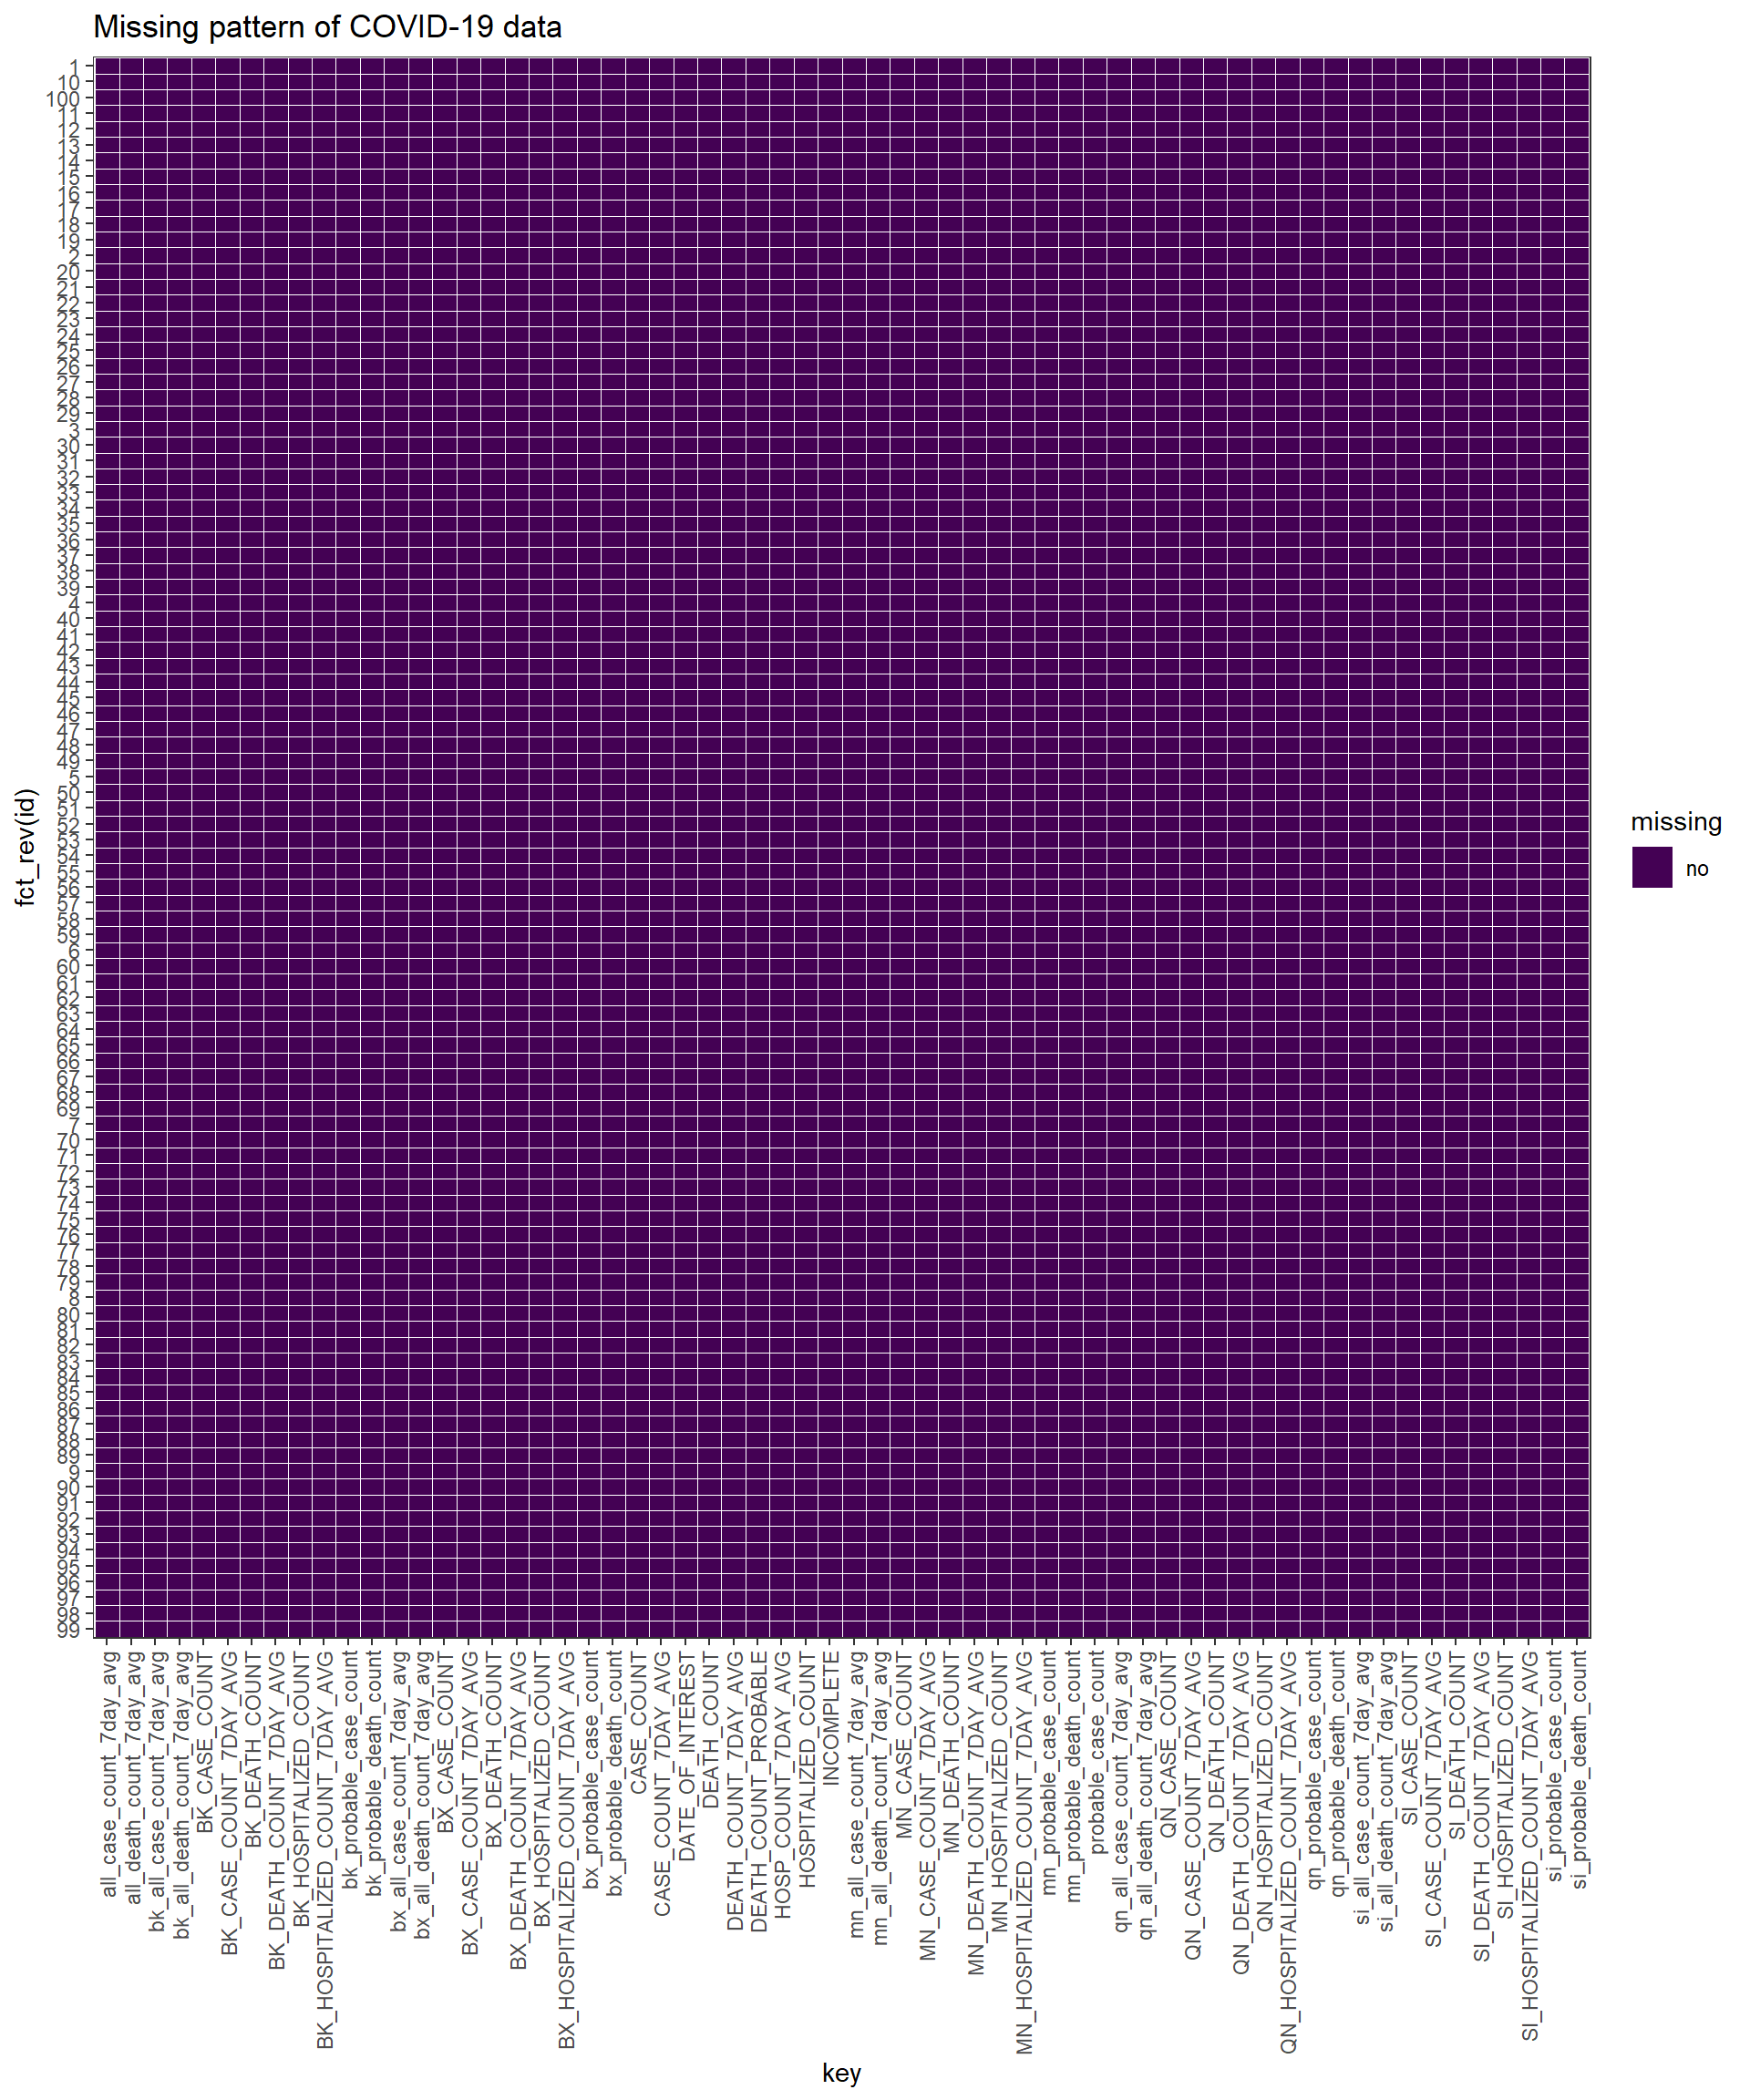 Missing pattern of COVID-19 data
1
10
100
11
12
13
14
15
16
17
18
19
2
20
21
22
23
24
25
26
27
28
29
3
30
31
32
33
34
35
36
37
38
39
4
40
41
42
43
44
45
46
47
48
49
5
50
51
52
53
54
55
56
57
58
59
6
60
61
62
63
64
65
66
67
68
69
7
70
71
72
73
74
75
76
77
78
79
8
80
81
82
83
84
85
86
87
88
89
9
90
91
92
93
94
95
96
97
98
99
fct_rev(id)
all_case_count_7day_avg
all_death_count_7day_avg
bk_all_case_count_7day_avg
bk_all_death_count_7day_avg
BK_CASE_COUNT
BK_CASE_COUNT_7DAY_AVG
BK_DEATH_COUNT
BK_DEATH_COUNT_7DAY_AVG
BK_HOSPITALIZED_COUNT
BK_HOSPITALIZED_COUNT_7DAY_AVG
bk_probable_case_count
bk_probable_death_count
bx_all_case_count_7day_avg
bx_all_death_count_7day_avg
BX_CASE_COUNT
BX_CASE_COUNT_7DAY_AVG
BX_DEATH_COUNT
BX_DEATH_COUNT_7DAY_AVG
BX_HOSPITALIZED_COUNT
BX_HOSPITALIZED_COUNT_7DAY_AVG
bx_probable_case_count
bx_probable_death_count
CASE_COUNT
CASE_COUNT_7DAY_AVG
DATE_OF_INTEREST
DEATH_COUNT
DEATH_COUNT_7DAY_AVG
DEATH_COUNT_PROBABLE
HOSP_COUNT_7DAY_AVG
HOSPITALIZED_COUNT
INCOMPLETE
mn_all_case_count_7day_avg
mn_all_death_count_7day_avg
MN_CASE_COUNT
MN_CASE_COUNT_7DAY_AVG
MN_DEATH_COUNT
MN_DEATH_COUNT_7DAY_AVG
MN_HOSPITALIZED_COUNT
MN_HOSPITALIZED_COUNT_7DAY_AVG
mn_probable_case_count
mn_probable_death_count
probable_case_count
qn_all_case_count_7day_avg
qn_all_death_count_7day_avg
QN_CASE_COUNT
QN_CASE_COUNT_7DAY_AVG
QN_DEATH_COUNT
QN_DEATH_COUNT_7DAY_AVG
QN_HOSPITALIZED_COUNT
QN_HOSPITALIZED_COUNT_7DAY_AVG
qn_probable_case_count
qn_probable_death_count
si_all_case_count_7day_avg
si_all_death_count_7day_avg
SI_CASE_COUNT
SI_CASE_COUNT_7DAY_AVG
SI_DEATH_COUNT
SI_DEATH_COUNT_7DAY_AVG
SI_HOSPITALIZED_COUNT
SI_HOSPITALIZED_COUNT_7DAY_AVG
si_probable_case_count
si_probable_death_count
key
missing
no